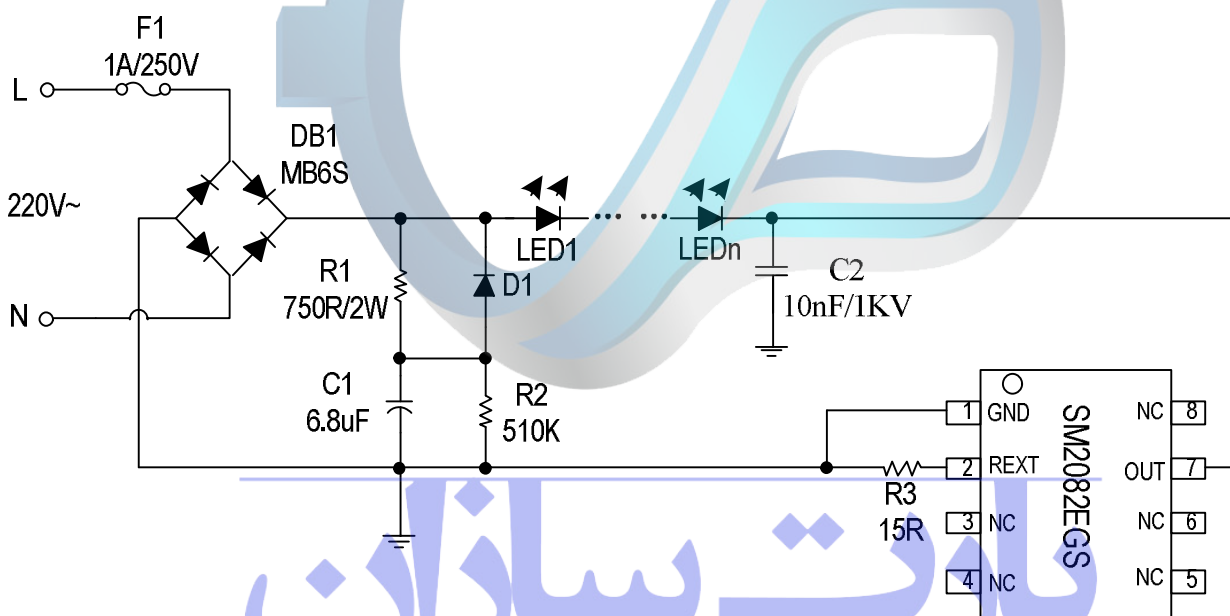 F1
1A/250V
L
DB1
MB6S
220V~
LED1
LEDn
R1
750R/2W
D1
C2
10nF/1KV
N
C1
6.8uF
R2
510K
1 GND
NC 8
SM2082EGS
2 REXT
OUT 7
R3
15R
3 NC
NC 6
4 NC
NC 5